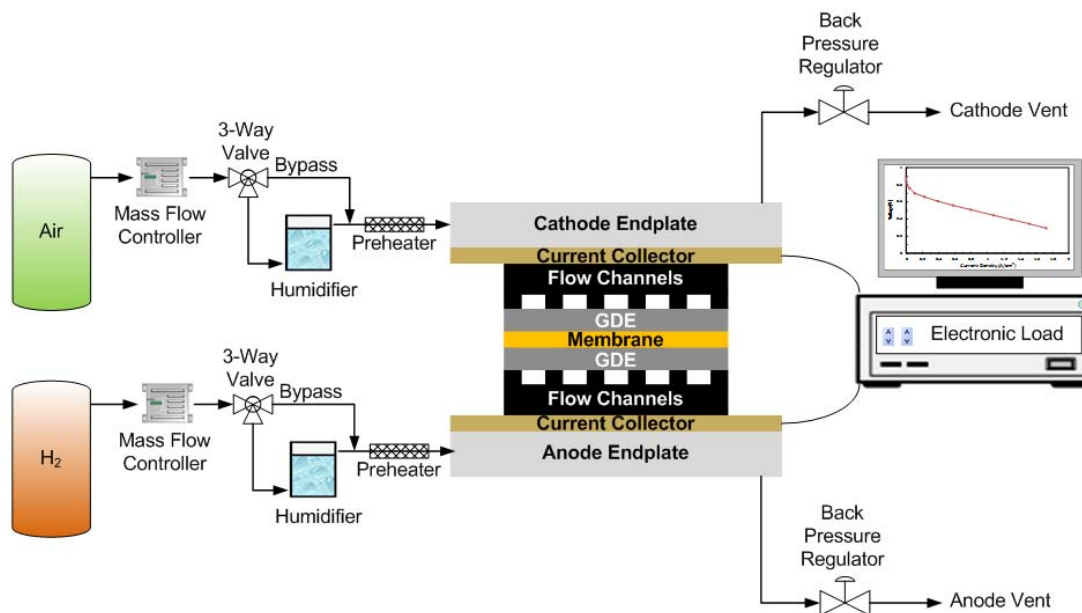 Back
Pressure
Regulator
Cathode Vent
3-Way
Valve
Bypass
Air
Mass Flow
Controller
Preheater
Humidifier
Cathode Endplate
Current Collector
Flow Channels
GDE
Membrane
GDE
Flow Channels
Current Collector
Anode Endplate
Electronic Load
3-Way
Valve
Bypass
H₂
Mass Flow
Controller
Preheater
Humidifier
Back
Pressure
Regulator
Anode Vent